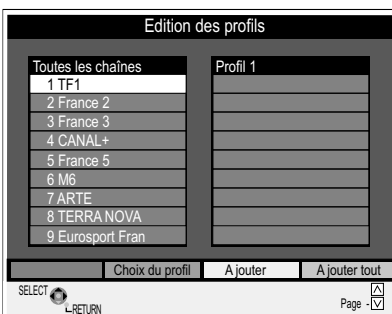 Edition des profils
Toutes les chaînes
Profil 1
1 TF1
2 France 2
3 France 3
4 CANAL+
5 France 5
6 M6
7 ARTE
8 TERRA NOVA
9 Eurosport Fran
Choix du profil
Ajouter
Ajouter tout
SELECT
RETURN
Page -